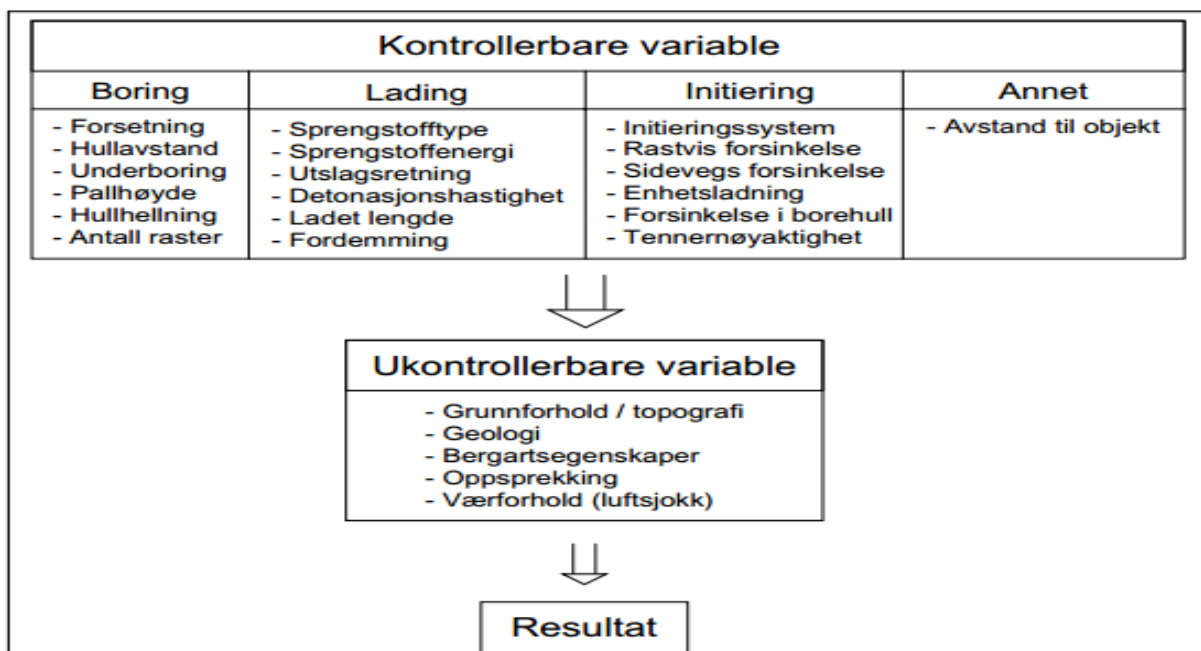 Kontrollerbare variable
Boring
- Forsetning
- Hullavstand
- Underboring
- Pallhøyde
- Hullhellning
- Antall raster
Lading
- Sprengstofftype
- Sprengstoffenergi
- Utslagsretning
- Detonasjonshastighet
- Ladet lengde
- Fordemming
Initiering
- Initieringssystem
- Rastvis forsinkelse
- Sidevegs forsinkelse
- Enhetsladning
- Forsinkelse i borehull
- Tennernøyaktighet
Annet
- Avstand til objekt
Ukontrollerbare variable
- Grunnforhold / topografi
- Geologi
- Bergartsegenskaper
- Oppsprekking
- Værforhold (luftsjokk)
Resultat